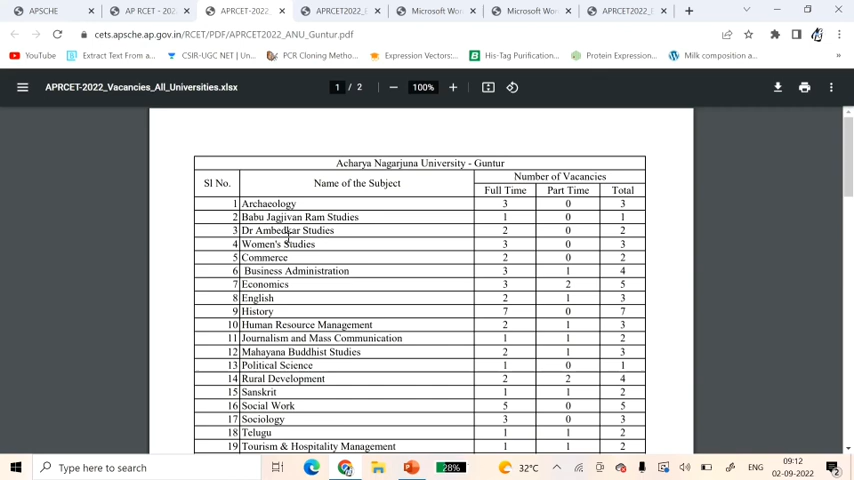 APSCHE
AP RCET - 202
APRCET-2022_
APRCET2022_E
Microsoft Wor
Microsoft Wor
APRCET2022_F
cets.apsche.ap.gov.in/RCET/PDF/APRCET2022_ANU_Guntur.pdf
YouTube
Extract Text From a...
CSIR-UGC NET | Un...
PCR Cloning Metho...
Expression Vectors:...
His-Tag Purification...
Protein Expression...
Milk composition a...
»
APRCET-2022_Vacancies_All_Universities.xlsx
1 / 2
100%
Acharya Nagarjuna University - Guntur
Sl No. Name of the Subject Number of Vacancies
Full Time Part Time Total
1 Archaeology 3 0 3
2 Babu Jagjivan Ram Studies 1 0 1
3 Dr Ambedkar Studies 2 0 2
4 Women's Studies 3 0 3
5 Commerce 2 0 2
6 Business Administration 3 1 4
7 Economics 3 2 5
8 English 2 1 3
9 History 7 0 7
10 Human Resource Management 2 1 3
11 Journalism and Mass Communication 1 1 2
12 Mahayana Buddhist Studies 2 1 3
13 Political Science 1 0 1
14 Rural Development 2 2 4
15 Sanskrit 1 1 2
16 Social Work 5 0 5
17 Sociology 3 0 3
18 Telugu 1 1 2
19 Tourism & Hospitality Management 1 1 2
Type here to search
28%
32°C
ENG
09:12
02-09-2022
2